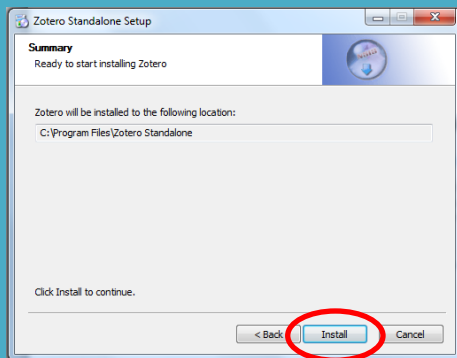 Zotero Standalone Setup
Summary
Ready to start installing Zotero
Zotero will be installed to the following location:
C:\Program Files\Zotero Standalone
Click Install to continue.
< Back
Install
Cancel